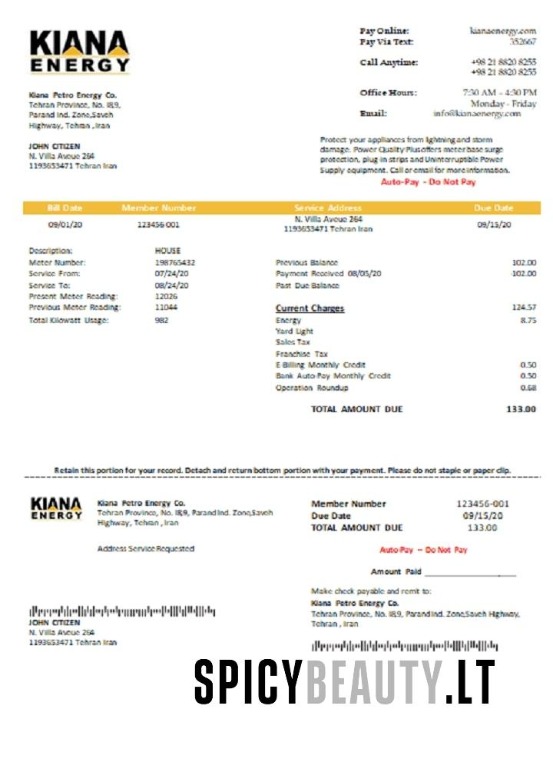 KIANA
ENERGY
Pay Online: kianaenergy.com
Pay Via Text: 352667
Call Anytime: +98 21 8820 8255
+98 21 8820 8255
Office Hours: 7:30 AM – 4:30 PM
Monday - Friday
Email: info@kianaenergy.com
Kiana Petro Energy Co.
Tehran Province, No. I8,9,
Parand Ind. Zone,Saveh
Highway, Tehran , Iran
JOHN CITIZEN
N. Villa Aveue 264
1193653471 Tehran Iran
Protect your appliances from lightning and storm
damage. Power Quality Plus offers meter base surge
protection, plug-in strips and Uninterruptible Power
Supply equipment. Call or email for more information.
Auto-Pay – Do Not Pay
Bill Date Member Number Service Address Due Date
09/01/20 123456-001 N. Villa Aveue 264 09/15/20
1193653471 Tehran Iran
Description: HOUSE
Meter Number: 198765432
Service From: 07/24/20
Service To: 08/24/20
Present Meter Reading: 12026
Previous Meter Reading: 11044
Total Kilowatt Usage: 982
Previous Balance 102.00
Payment Received 08/05/20 -102.00
Past Due Balance
Current Charges 124.57
Energy 8.75
Yard Light
Sales Tax
Franchise Tax
E Billing Monthly Credit 0.50
Bank Auto-Pay Monthly Credit 0.50
Operation Roundup 0.68
TOTAL AMOUNT DUE 133.00
Retain this portion for your record. Detach and return bottom portion with your payment. Please do not staple or paper clip.
KIANA
ENERGY
Kiana Petro Energy Co.
Tehran Province, No. I8,9, Parand Ind. Zone,Saveh
Highway, Tehran , Iran
Address Service Requested
Member Number 123456-001
Due Date 09/15/20
TOTAL AMOUNT DUE 133.00
Auto-Pay – Do Not Pay
Amount Paid
Make check payable and remit to:
Kiana Petro Energy Co.
Tehran Province, No. I8,9, Parand Ind. Zone,Saveh Highway,
Tehran , Iran
JOHN CITIZEN
N. Villa Aveue 264
1193653471 Tehran Iran
SPICYBEAUTY.LT